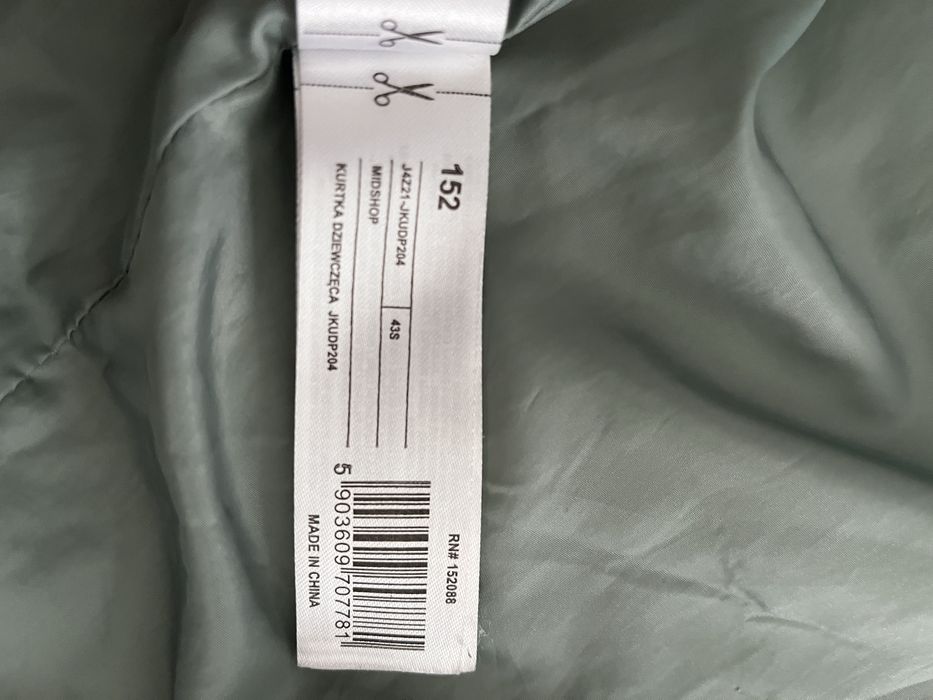 152
J4Z21-JKUDP204 43S
MIDSHOP
KURTKA DZIEWCZĘCA JKUDP204
RN# 152088
5 903609 707781
MADE IN CHINA